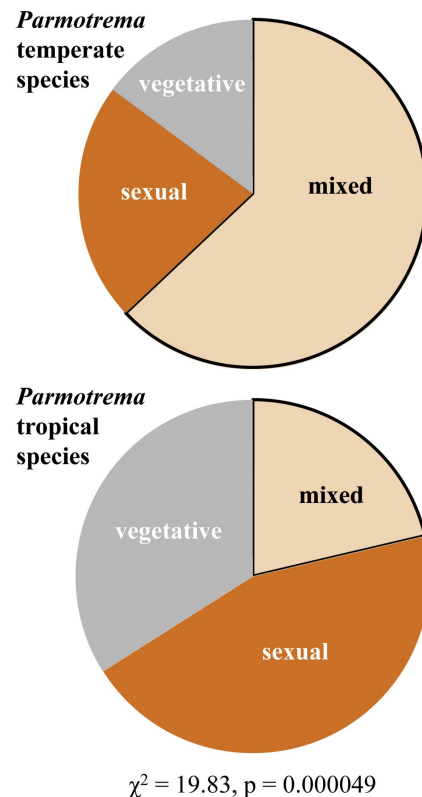 Parmotrema
temperate
species
vegetative
sexual
mixed
Parmotrema
tropical
species
mixed
vegetative
sexual
χ² = 19.83, p = 0.000049